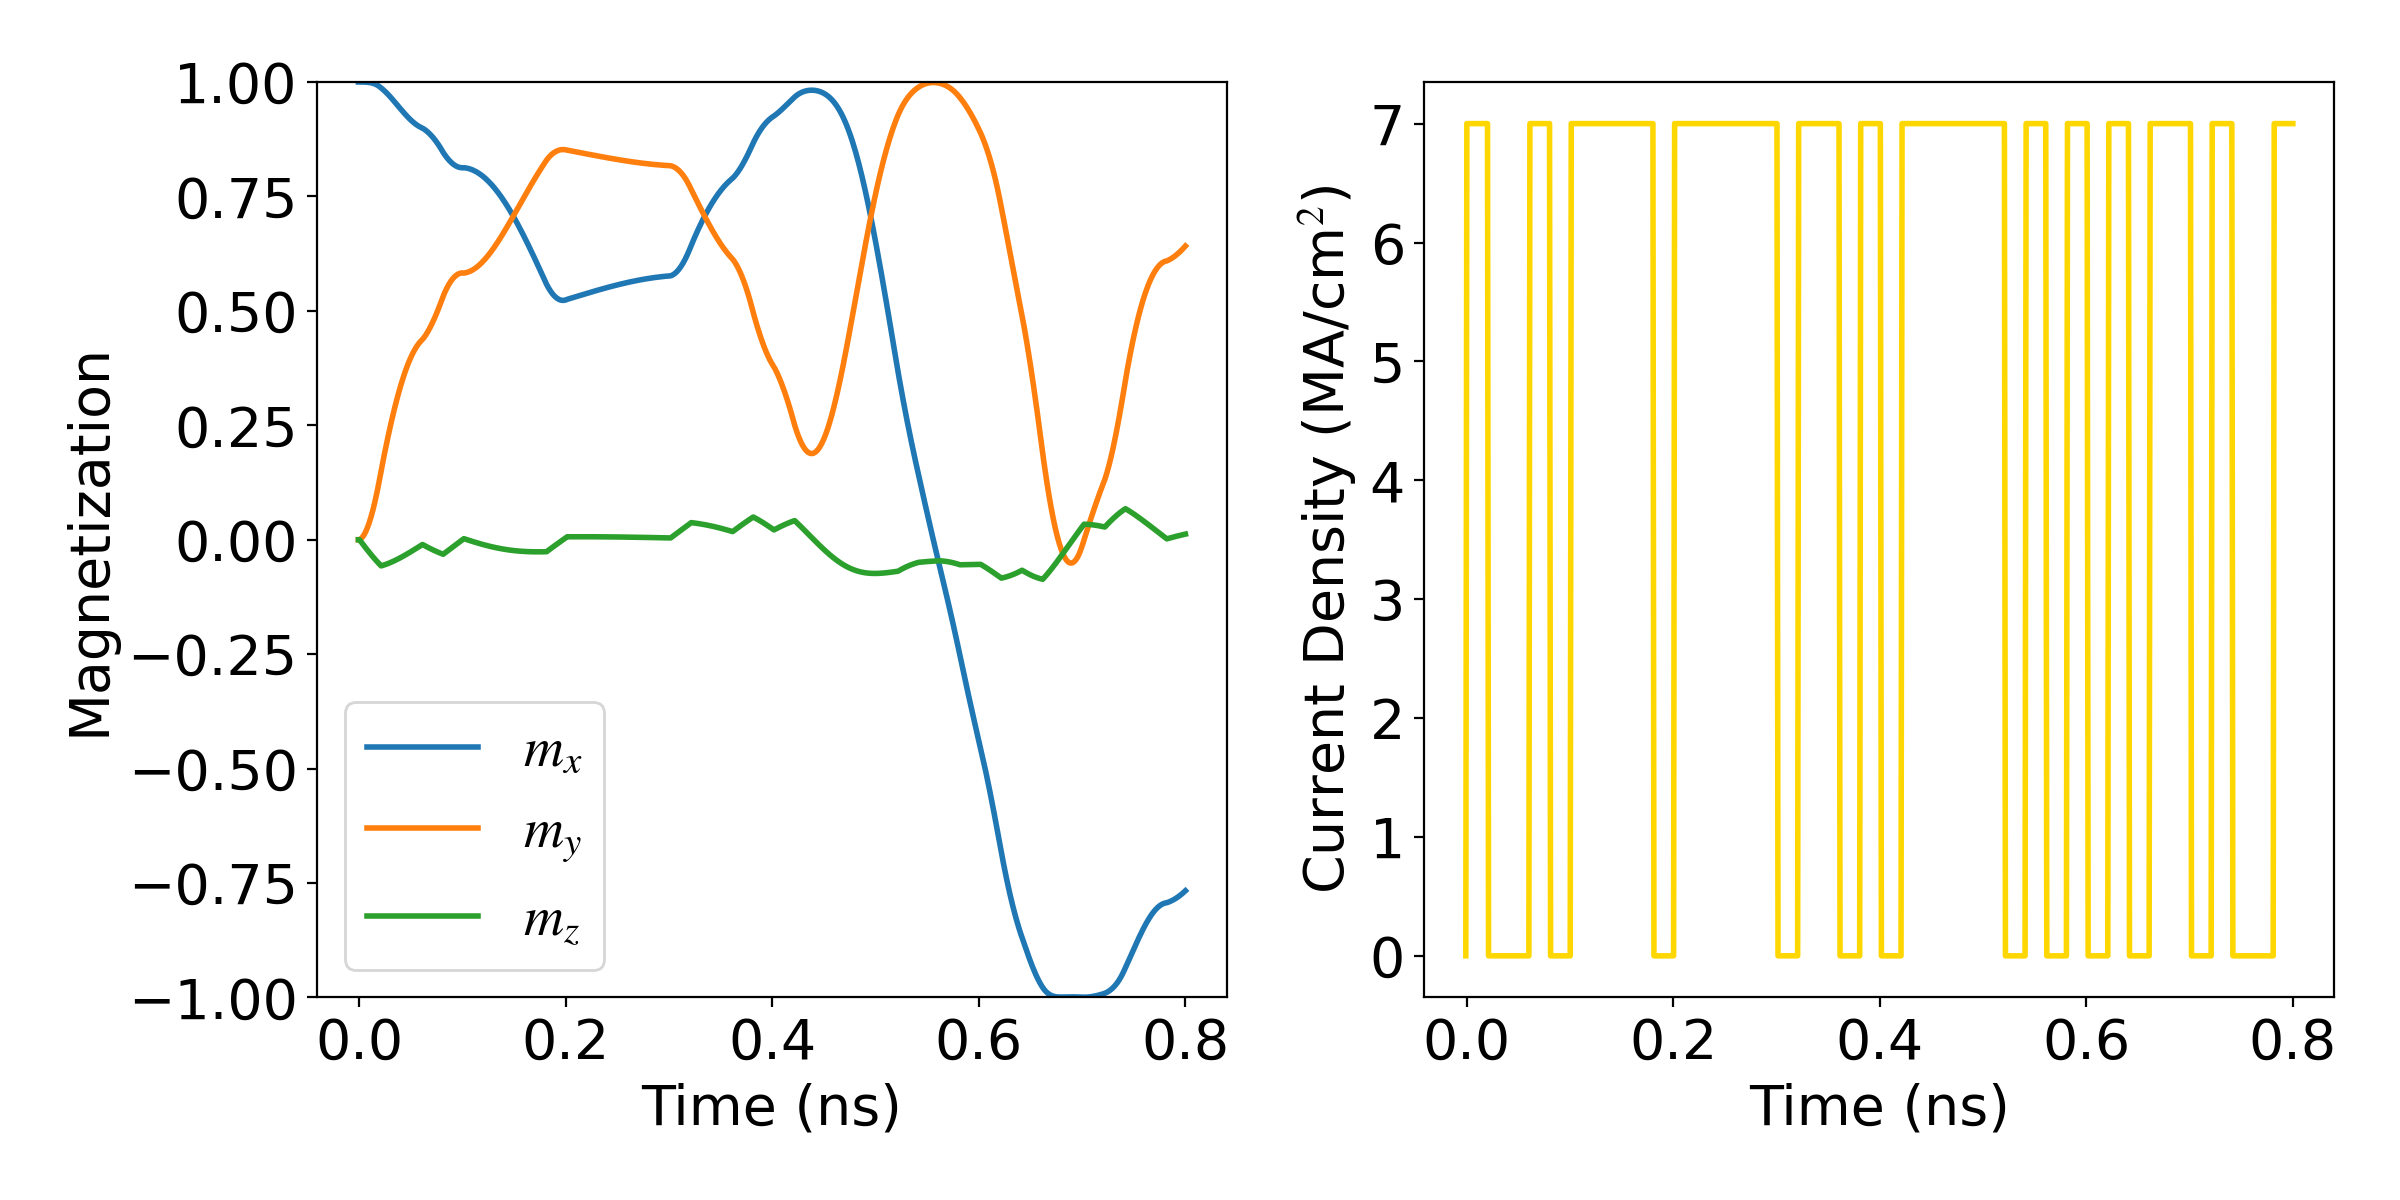 Magnetization
1.00
0.75
0.50
0.25
0.00
−0.25
−0.50
−0.75
−1.00
m_x
m_y
m_z
0.0 0.2 0.4 0.6 0.8
Time (ns)
Current Density (MA/cm²)
7
6
5
4
3
2
1
0
0.0 0.2 0.4 0.6 0.8
Time (ns)